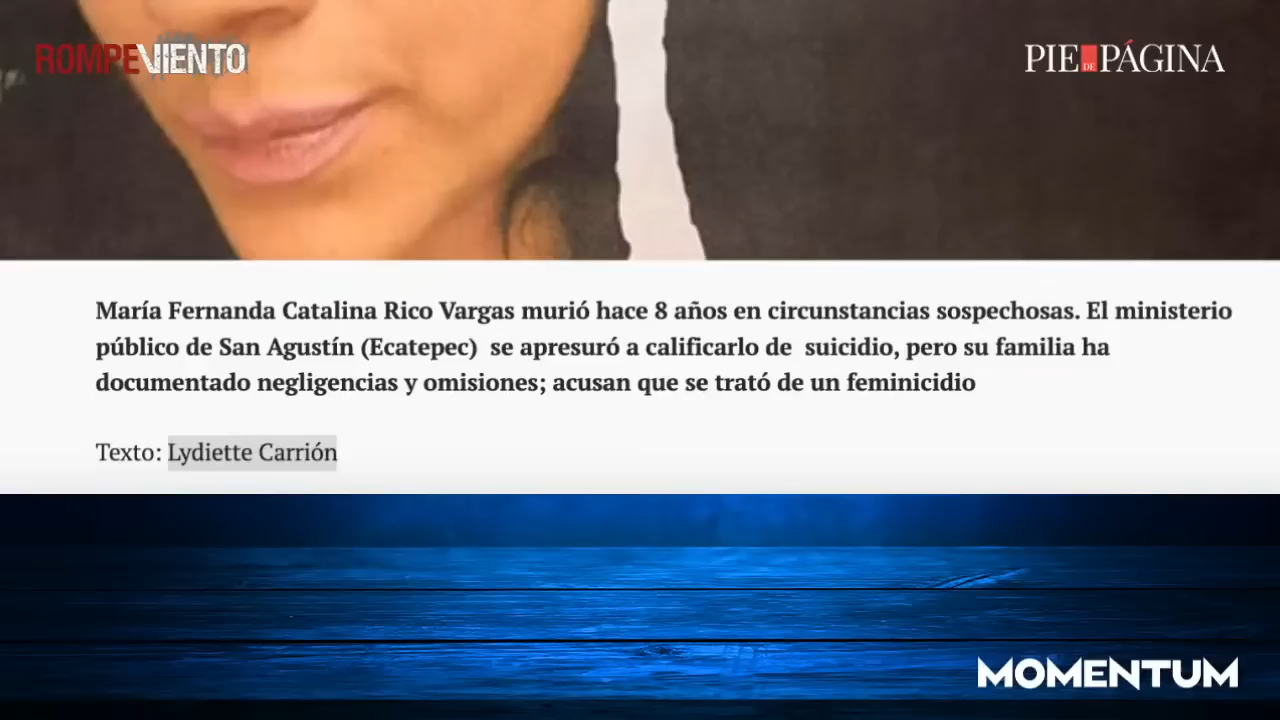 ROMPEVIENTO
PIE DE PÁGINA
María Fernanda Catalina Rico Vargas murió hace 8 años en circunstancias sospechosas. El ministerio
público de San Agustín (Ecatepec) se apresuró a calificarlo de suicidio, pero su familia ha
documentado negligencias y omisiones; acusan que se trató de un feminicidio
Texto: Lydiette Carrión
MOMENTUM